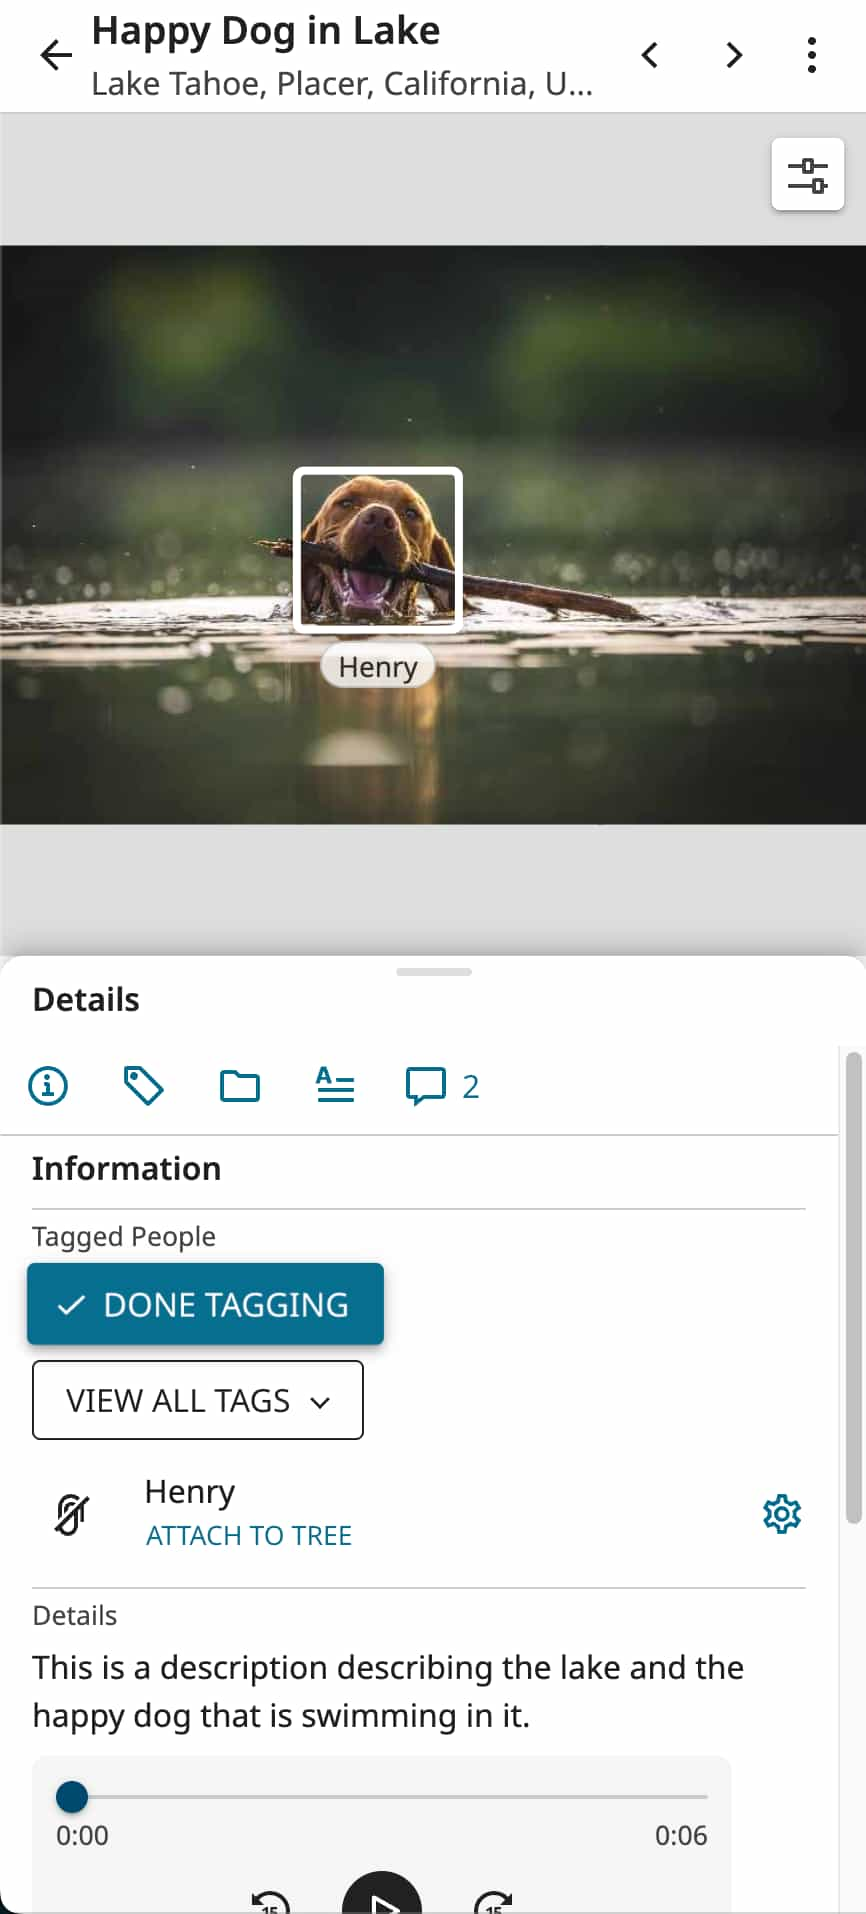 Happy Dog in Lake
Lake Tahoe, Placer, California, U...
Henry
Details
2
Information
Tagged People
DONE TAGGING
VIEW ALL TAGS
Henry
ATTACH TO TREE
Details
This is a description describing the lake and the
happy dog that is swimming in it.
0:00 0:06
15 15